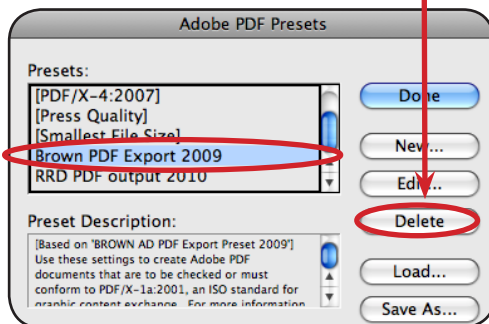 Adobe PDF Presets
Presets:
[PDF/X-4:2007]
[Press Quality]
[Smallest File Size]
Brown PDF Export 2009
RRD PDF output 2010
Done
New...
Edit...
Delete
Load...
Save As...
Preset Description:
[Based on 'BROWN AD PDF Export Preset 2009']
Use these settings to create Adobe PDF
documents that are to be checked or must
conform to PDF/X-1a:2001, an ISO standard for
graphic content exchange. For more information